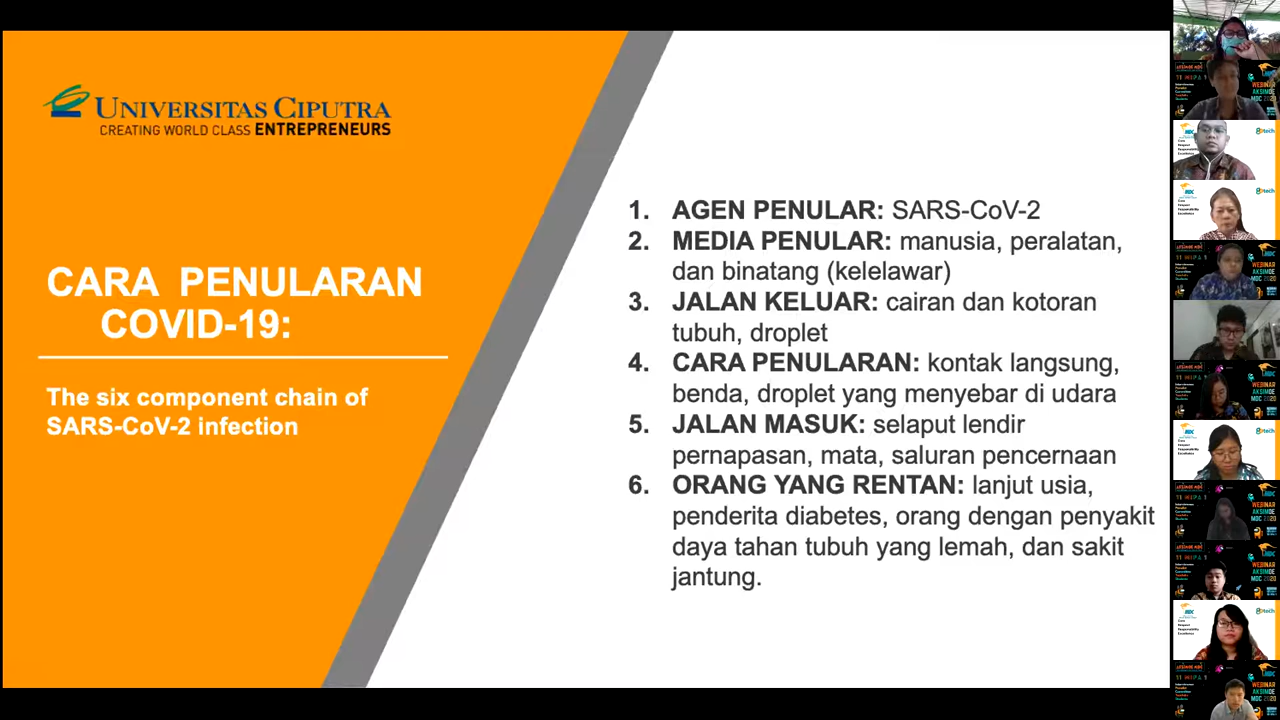 UNIVERSITAS CIPUTRA
CREATING WORLD CLASS ENTREPRENEURS
CARA PENULARAN
COVID-19:
The six component chain of
SARS-CoV-2 infection
1. AGEN PENULAR: SARS-CoV-2
2. MEDIA PENULAR: manusia, peralatan,
dan binatang (kelelawar)
3. JALAN KELUAR: cairan dan kotoran
tubuh, droplet
4. CARA PENULARAN: kontak langsung,
benda, droplet yang menyebar di udara
5. JALAN MASUK: selaput lendir
pernapasan, mata, saluran pencernaan
6. ORANG YANG RENTAN: lanjut usia,
penderita diabetes, orang dengan penyakit
daya tahan tubuh yang lemah, dan sakit
jantung.
WEBINAR
AKSIMDE
MDC 2020